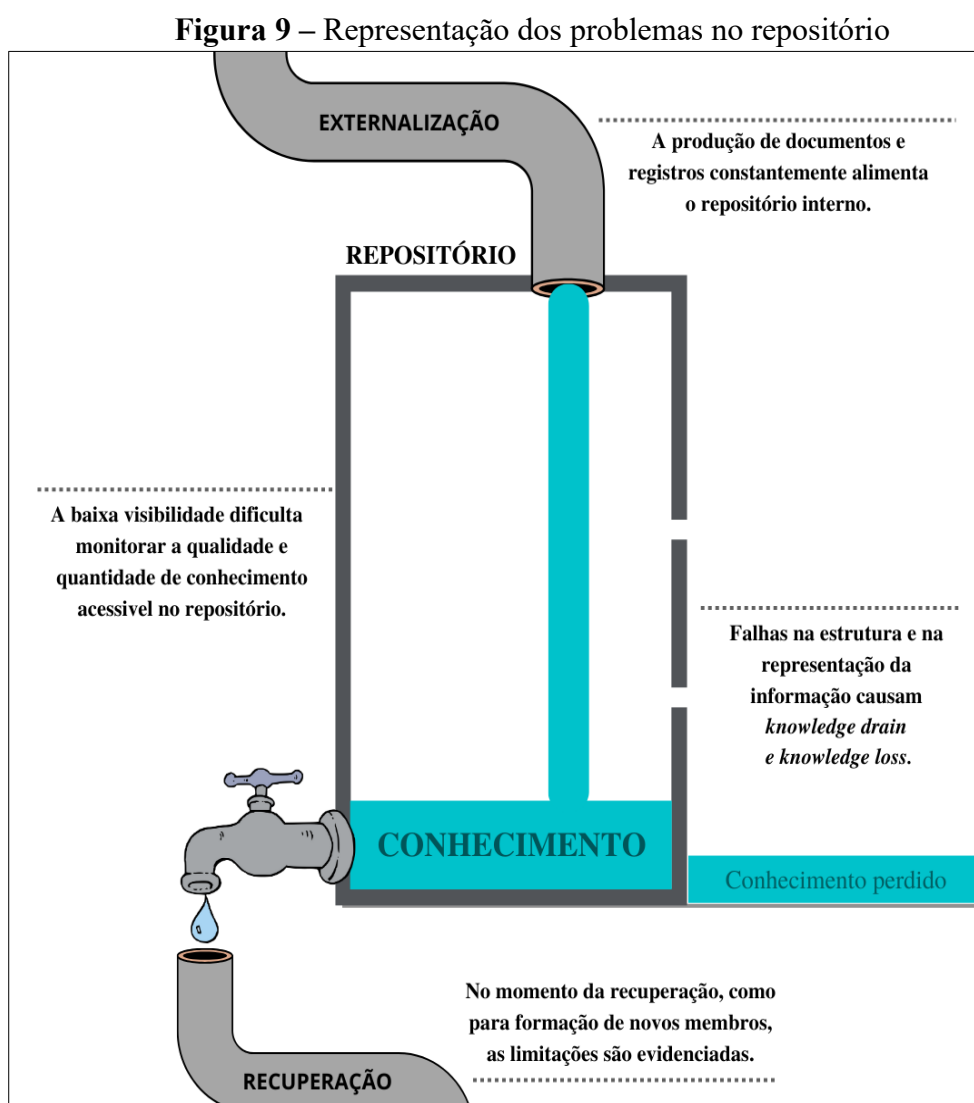 Figura 9 – Representação dos problemas no repositório
EXTERNALIZAÇÃO
A produção de documentos e
registros constantemente alimenta
o repositório interno.
REPOSITÓRIO
A baixa visibilidade dificulta
monitorar a qualidade e
quantidade de conhecimento
acessivel no repositório.
Falhas na estrutura e na
representação da
informação causam
knowledge drain
e knowledge loss.
CONHECIMENTO
Conhecimento perdido
No momento da recuperação, como
para formação de novos membros,
as limitações são evidenciadas.
RECUPERAÇÃO